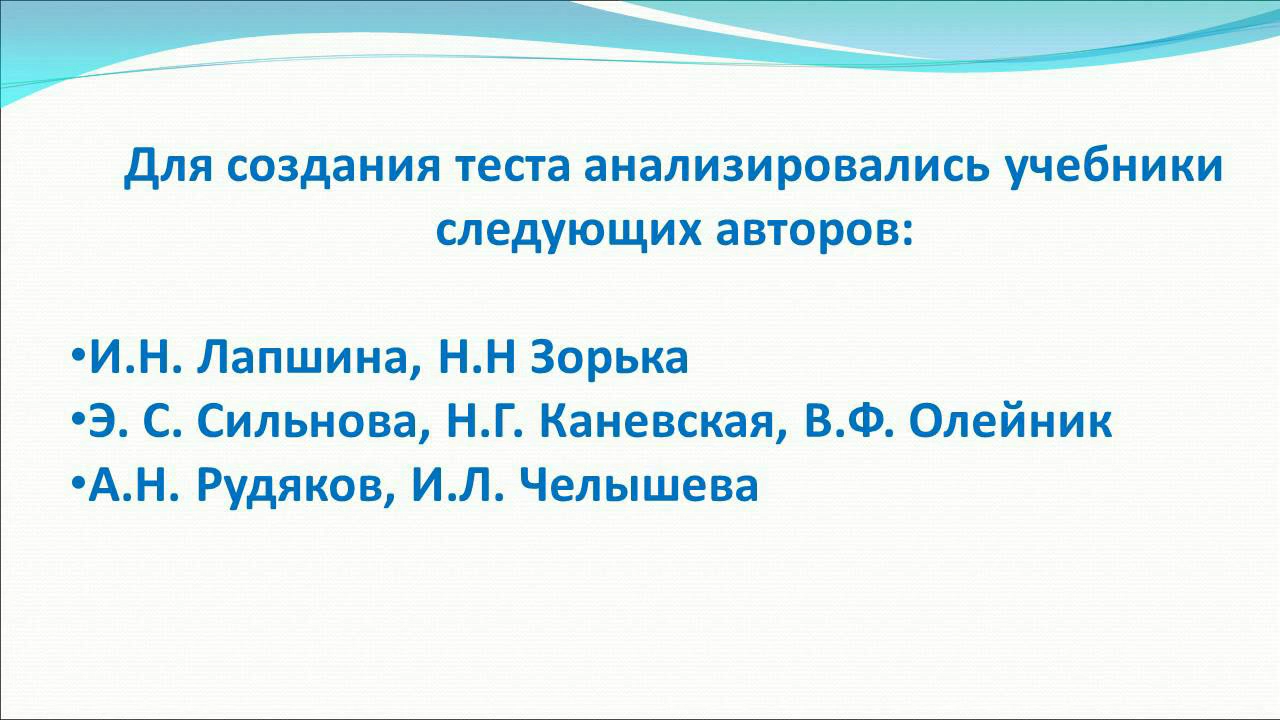 Для создания теста анализировались учебники
следующих авторов:
•И.Н. Лапшина, Н.Н Зорька
•Э. С. Сильнова, Н.Г. Каневская, В.Ф. Олейник
•А.Н. Рудяков, И.Л. Челышева